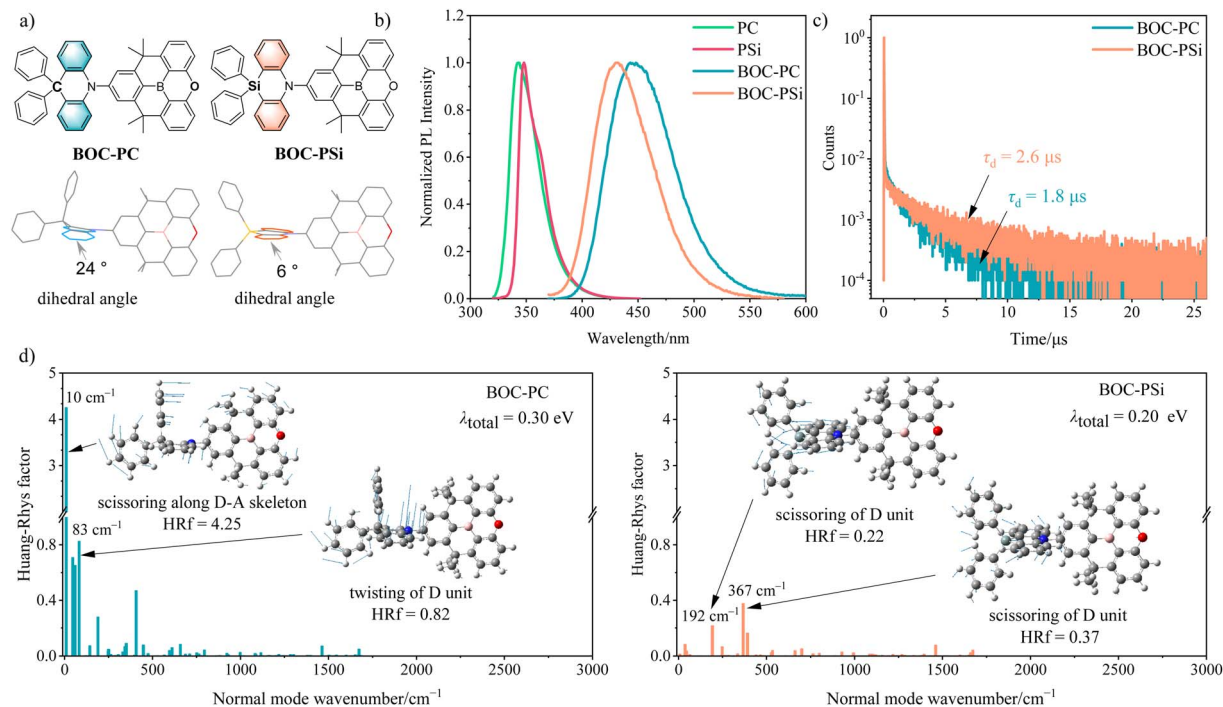 a)
C
N
B
O
BOC-PC
Si
N
B
O
BOC-PSi
24 °
dihedral angle
6 °
dihedral angle
b)
Normalized PL Intensity
1.2
1.0
0.8
0.6
0.4
0.2
0.0
300
350
400
450
500
550
600
Wavelength/nm
PC
PSi
BOC-PC
BOC-PSi
c)
Counts
10⁰
10⁻¹
10⁻²
10⁻³
10⁻⁴
0
5
10
15
20
25
Time/μs
BOC-PC
BOC-PSi
τd = 2.6 μs
τd = 1.8 μs
d)
Huang-Rhys factor
5
4
3
0.8
0.4
0.0
0
500
1000
1500
2000
2500
3000
Normal mode wavenumber/cm⁻¹
BOC-PC
λtotal = 0.30 eV
10 cm⁻¹
scissoring along D-A skeleton
HRf = 4.25
83 cm⁻¹
twisting of D unit
HRf = 0.82
Huang-Rhys factor
5
4
3
0.8
0.4
0.0
0
500
1000
1500
2000
2500
3000
Normal mode wavenumber/cm⁻¹
BOC-PSi
λtotal = 0.20 eV
scissoring of D unit
HRf = 0.22
192 cm⁻¹
367 cm⁻¹
scissoring of D unit
HRf = 0.37